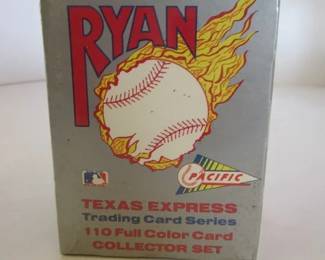 RYAN
PACIFIC
TEXAS EXPRESS
Trading Card Series
110 Full Color Card
COLLECTOR SET